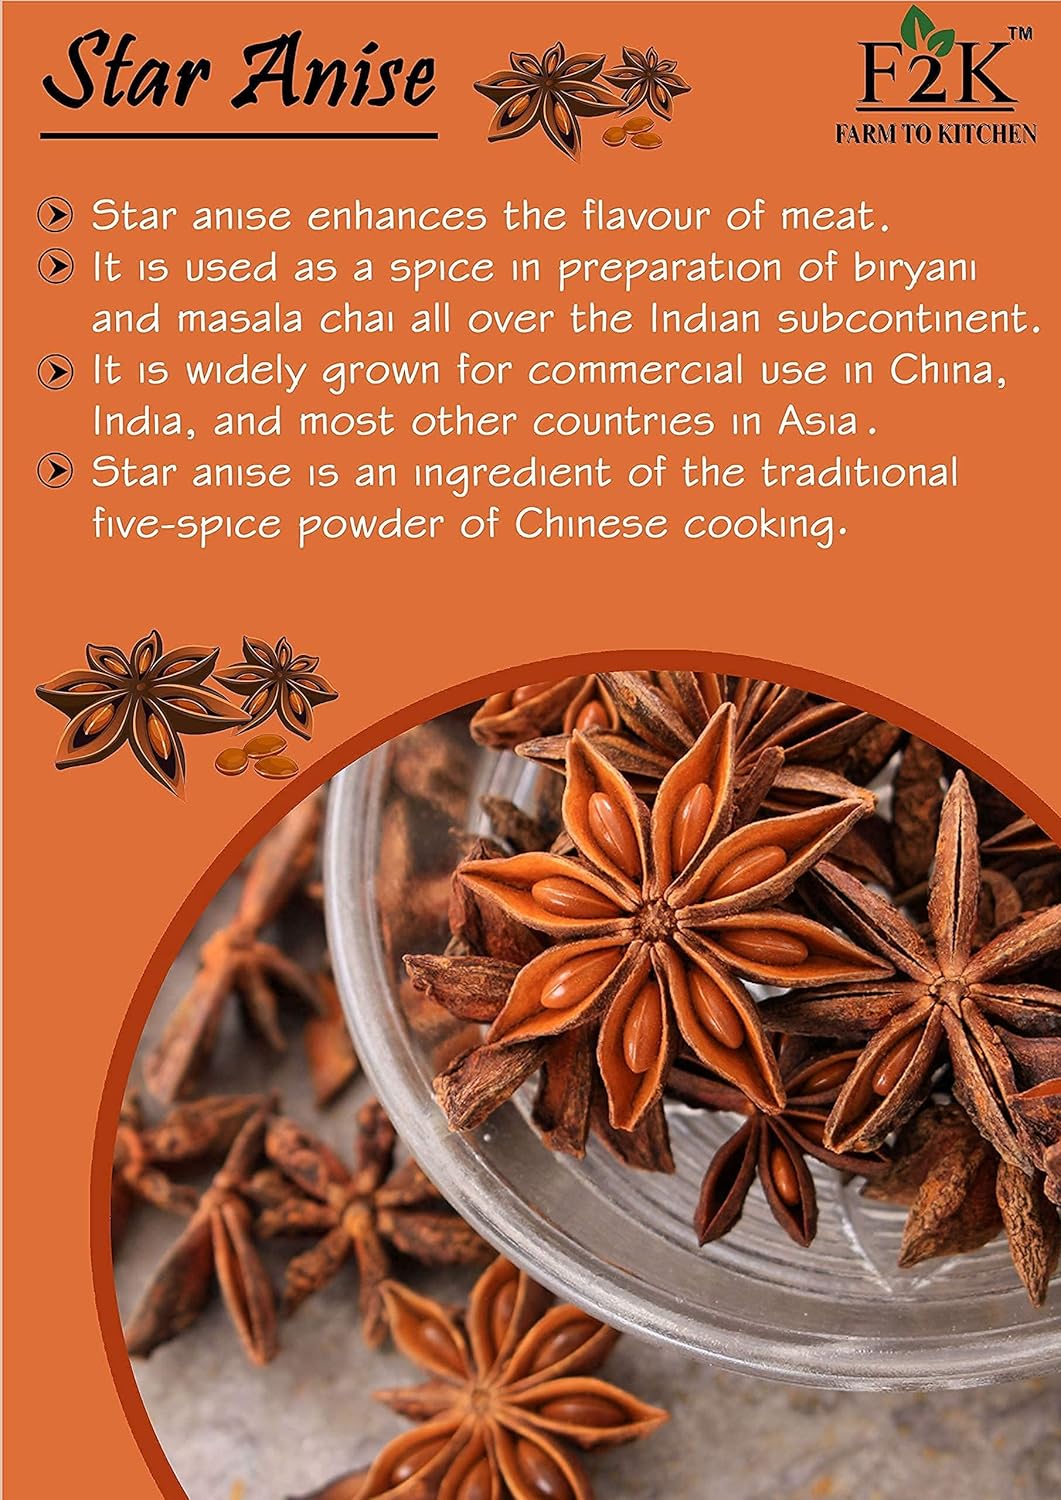 Star Anise
F2K™
FARM TO KITCHEN
Star anise enhances the flavour of meat.
It is used as a spice in preparation of biryani
and masala chai all over the Indian subcontinent.
It is widely grown for commercial use in China,
India, and most other countries in Asia.
Star anise is an ingredient of the traditional
five-spice powder of Chinese cooking.